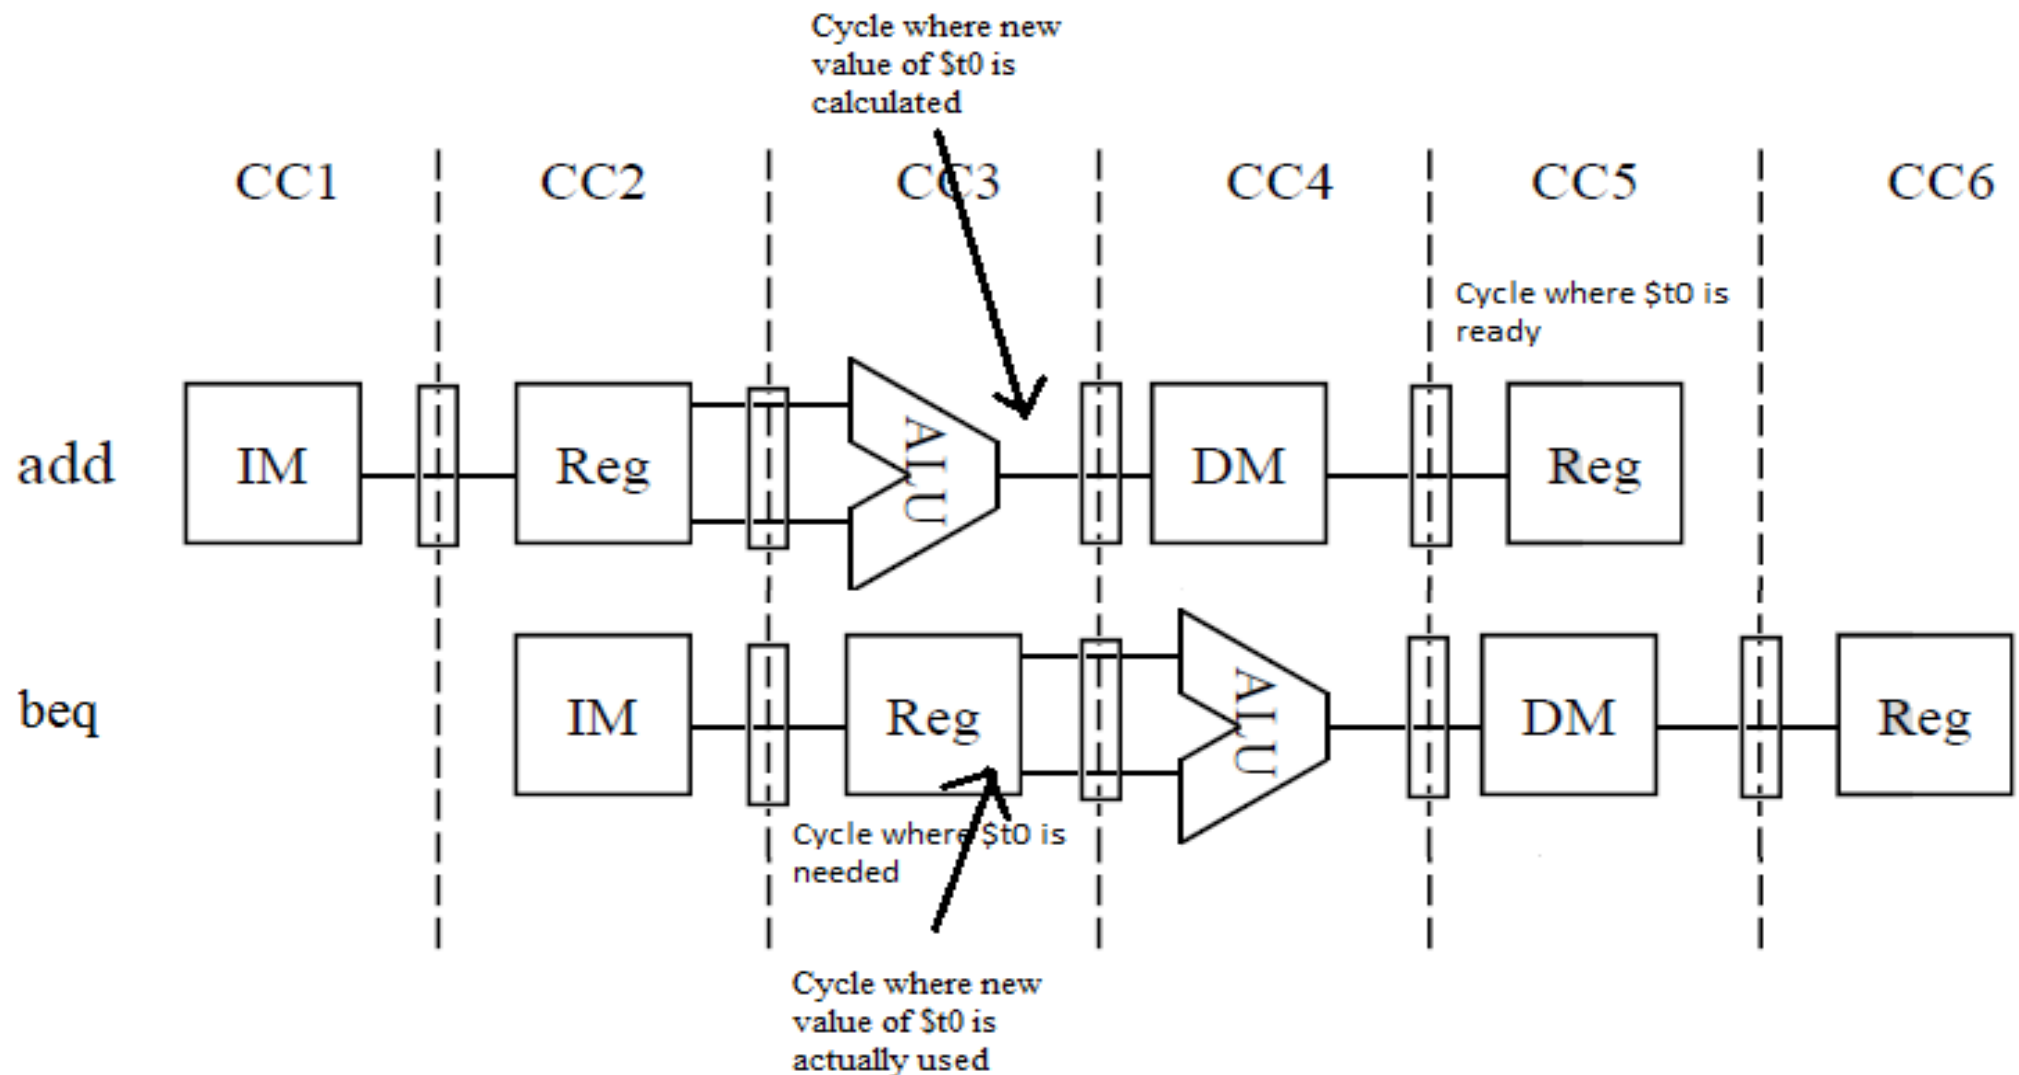 Cycle where new
value of $t0 is
calculated
CC1 CC2 CC3 CC4 CC5 CC6
Cycle where $t0 is
ready
add IM Reg ALU DM Reg
beq IM Reg ALU DM Reg
Cycle where $t0 is
needed
Cycle where new
value of $t0 is
actually used